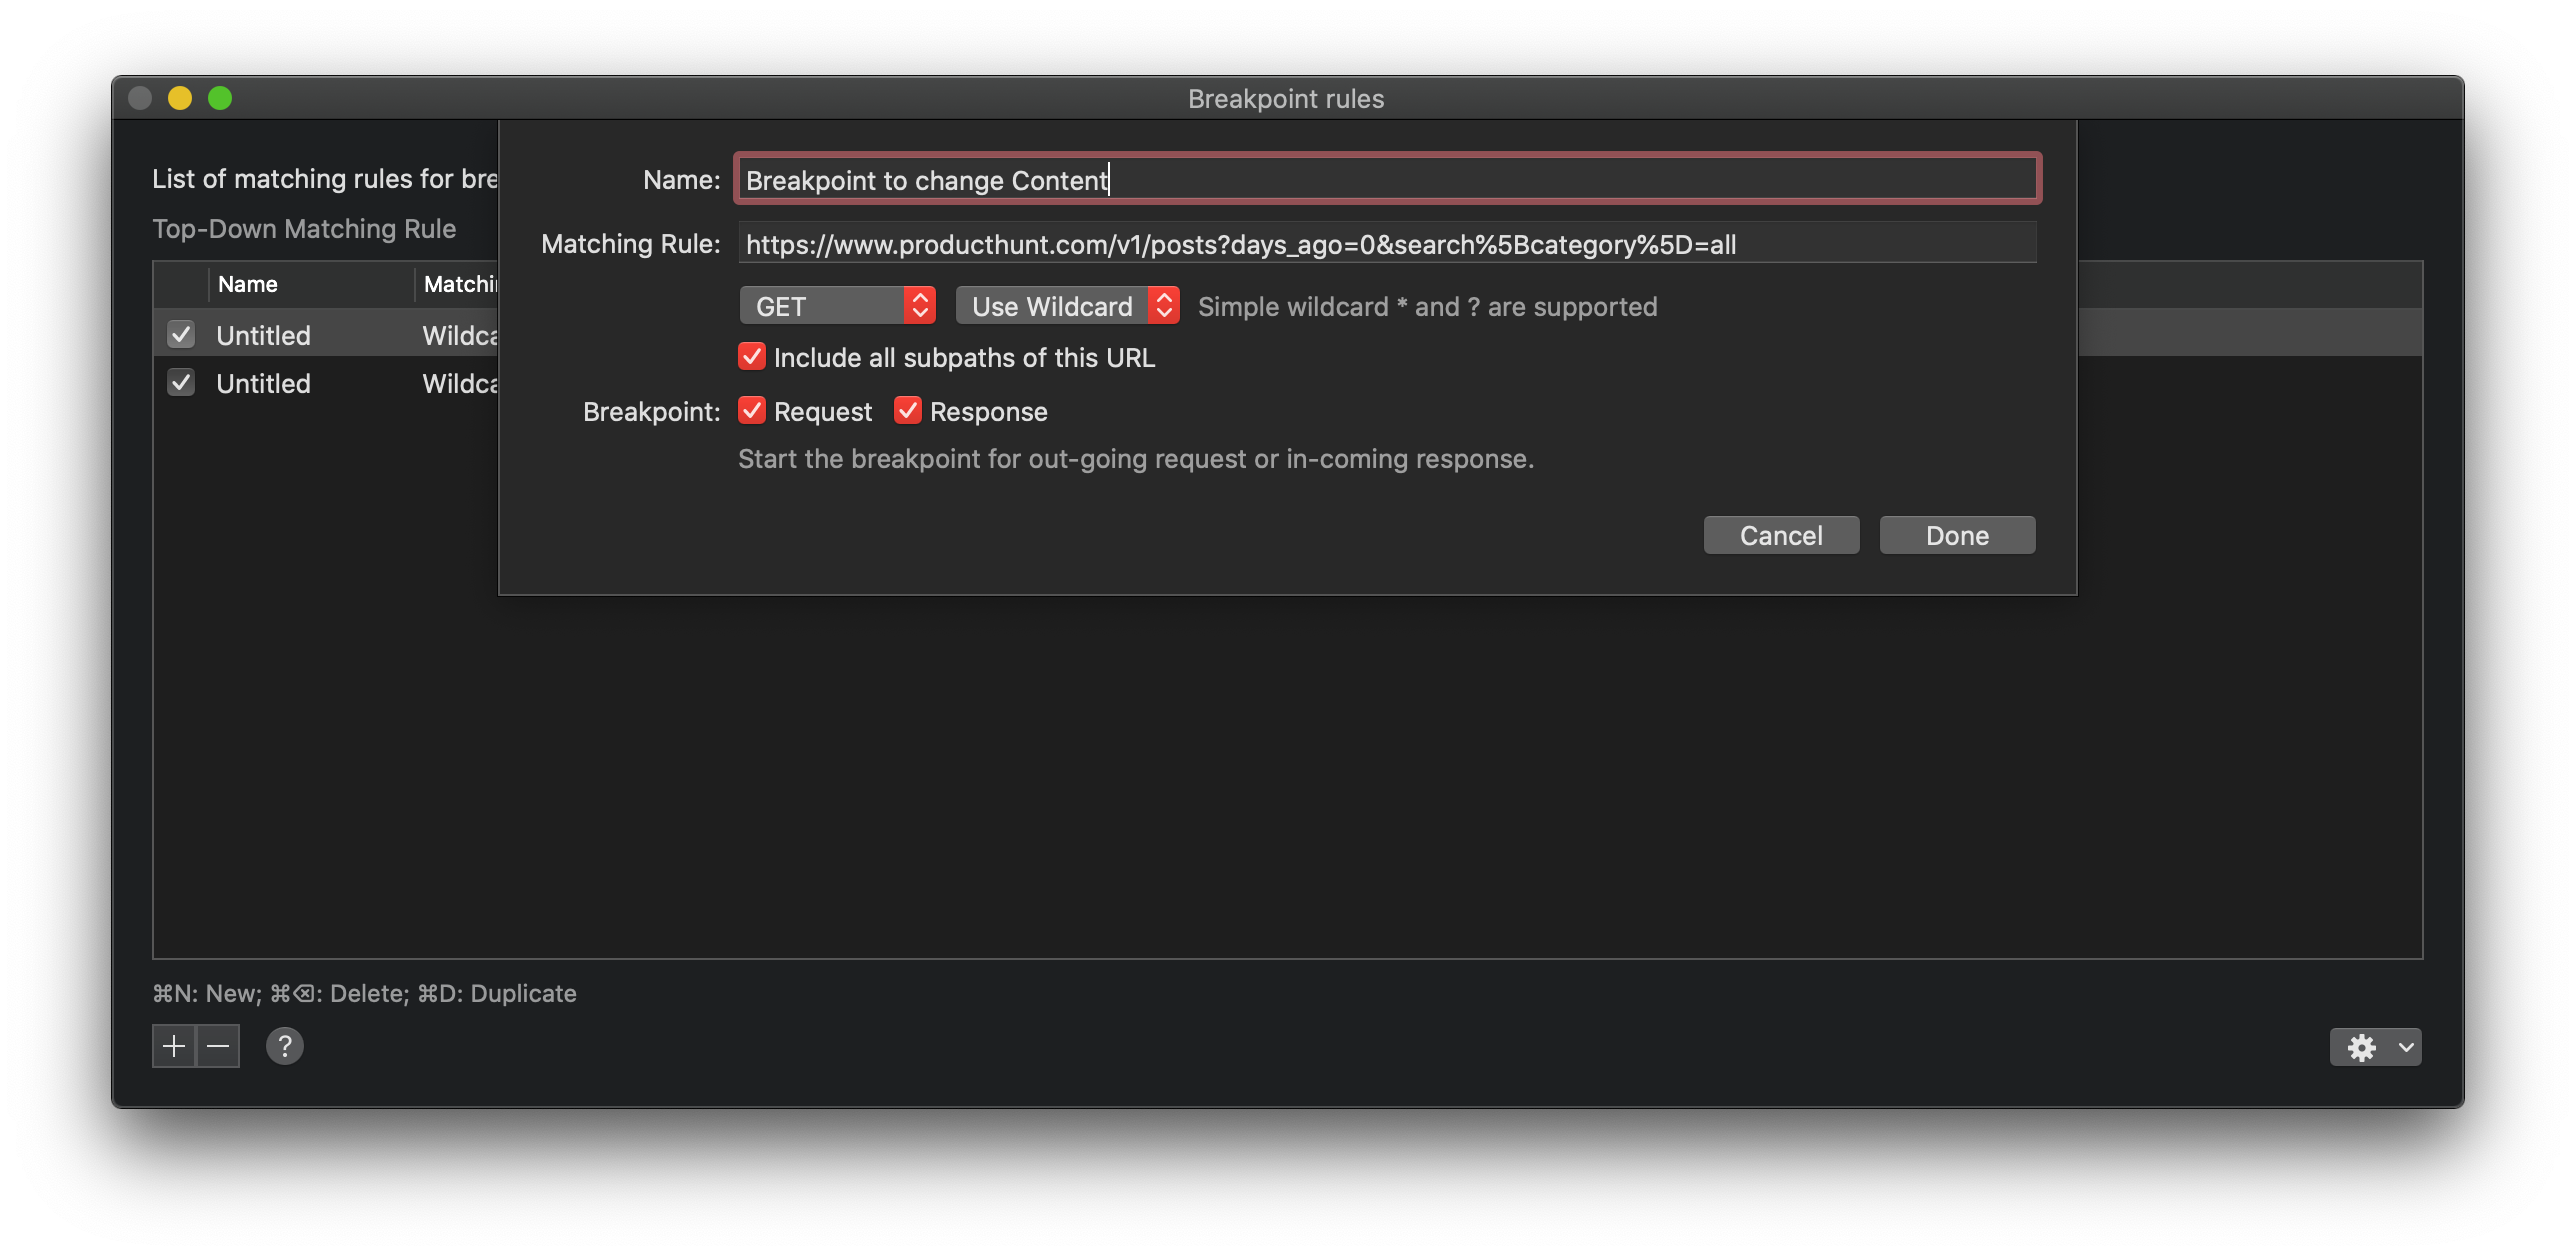 Breakpoint rules
List of matching rules for bre
Top-Down Matching Rule
Name Matchi
Untitled Wildca
Untitled Wildca
Name: Breakpoint to change Content
Matching Rule: https://www.producthunt.com/v1/posts?days_ago=0&search%5Bcategory%5D=all
GET Use Wildcard Simple wildcard * and ? are supported
Include all subpaths of this URL
Breakpoint: Request Response
Start the breakpoint for out-going request or in-coming response.
Cancel Done
⌘N: New; ⌘⌫: Delete; ⌘D: Duplicate
?